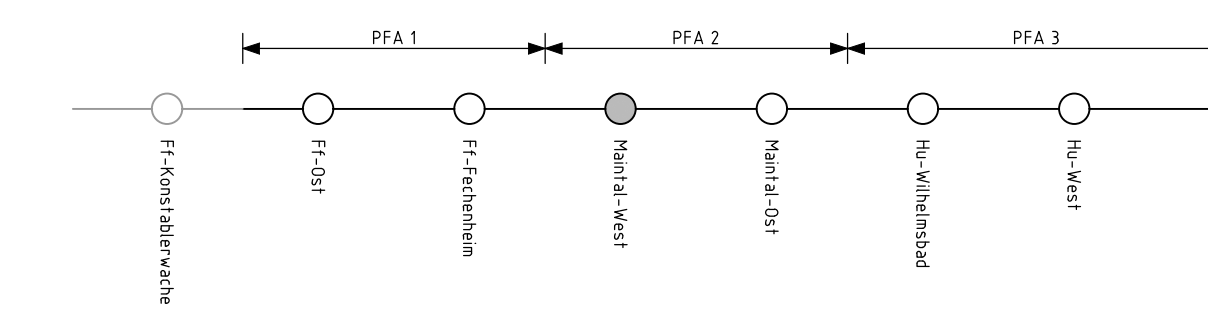 PFA 1
PFA 2
PFA 3
Ff-Konstablerwache
Ff-Ost
Ff-Fechenheim
Maintal-West
Maintal-Ost
Hu-Wilhelmsbad
Hu-West